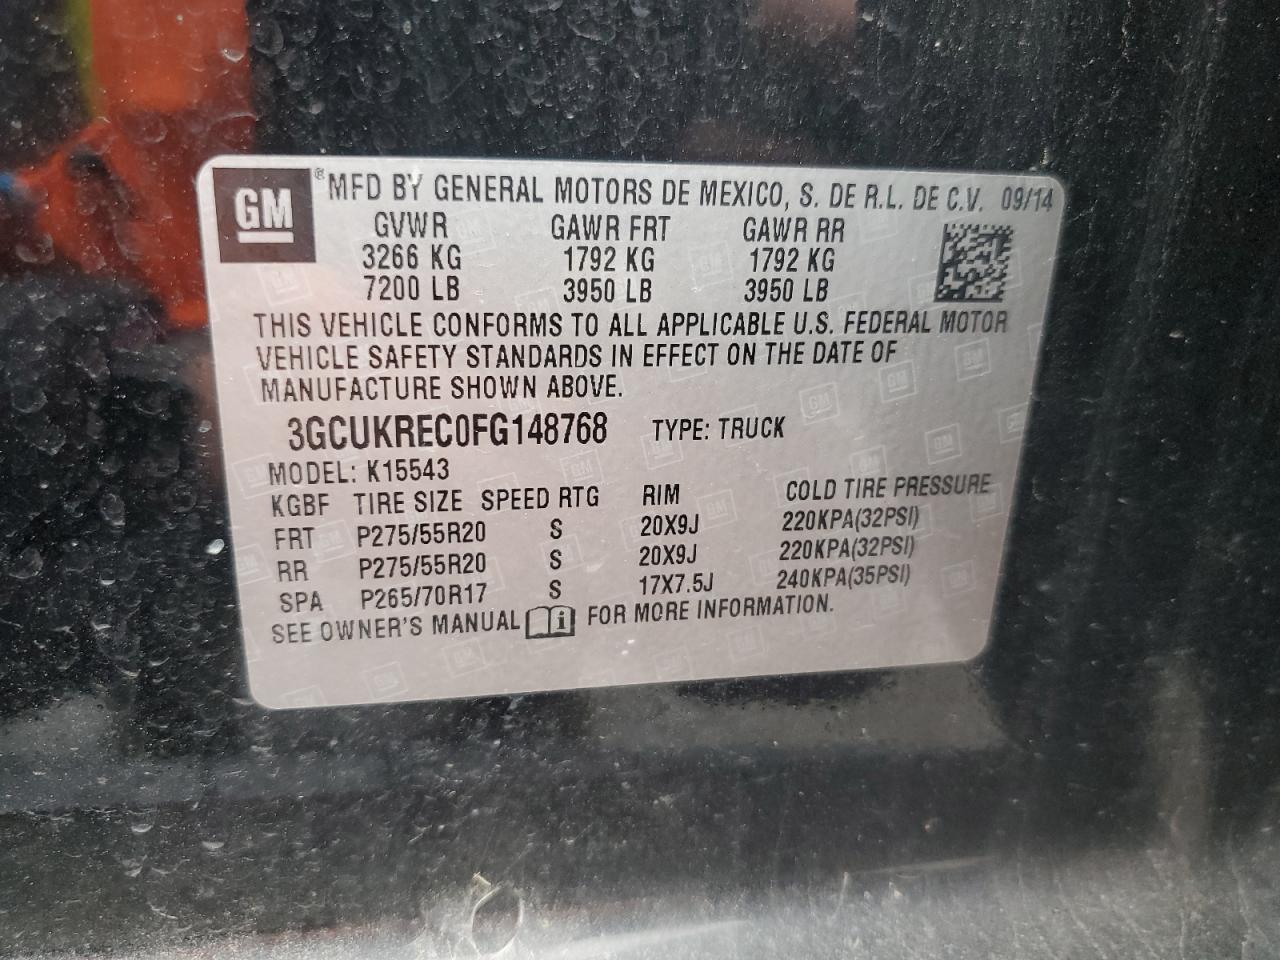 GM ® MFD BY GENERAL MOTORS DE MEXICO, S. DE R.L. DE C.V. 09/14
GVWR GAWR FRT GAWR RR
3266 KG 1792 KG 1792 KG
7200 LB 3950 LB 3950 LB
THIS VEHICLE CONFORMS TO ALL APPLICABLE U.S. FEDERAL MOTOR
VEHICLE SAFETY STANDARDS IN EFFECT ON THE DATE OF
MANUFACTURE SHOWN ABOVE.
3GCUKREC0FG148768 TYPE: TRUCK
MODEL: K15543
KGBF TIRE SIZE SPEED RTG RIM COLD TIRE PRESSURE
FRT P275/55R20 S 20X9J 220KPA(32PSI)
RR P275/55R20 S 20X9J 220KPA(32PSI)
SPA P265/70R17 S 17X7.5J 240KPA(35PSI)
SEE OWNER'S MANUAL i FOR MORE INFORMATION.